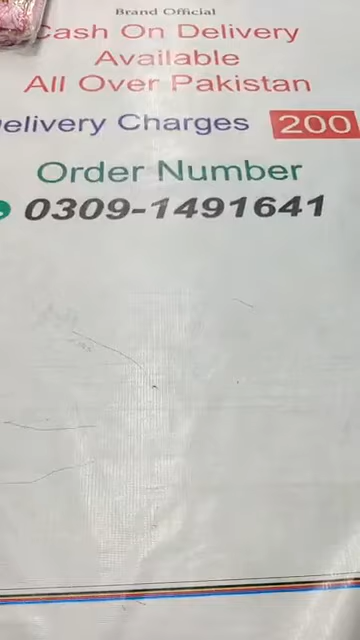 Brand Official
Cash On Delivery
Available
All Over Pakistan
Delivery Charges 200
Order Number
0309-1491641